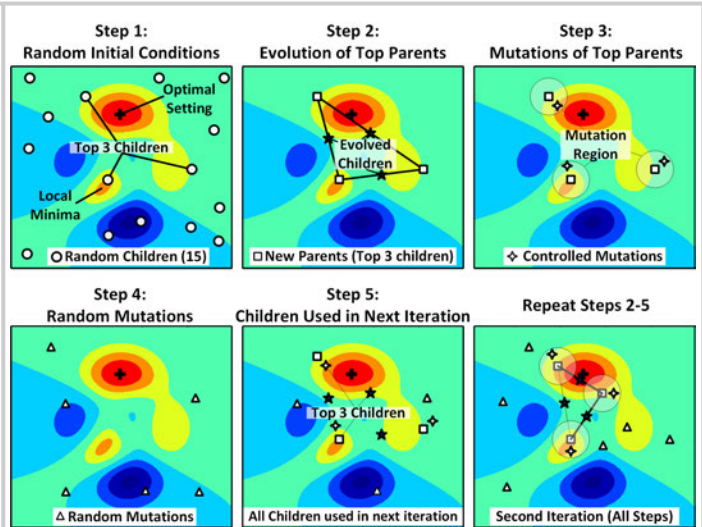 Step 1:
Random Initial Conditions
Optimal
Setting
Top 3 Children
Local
Minima
Random Children (15)
Step 2:
Evolution of Top Parents
Evolved
Children
New Parents (Top 3 children)
Step 3:
Mutations of Top Parents
Mutation
Region
Controlled Mutations
Step 4:
Random Mutations
Random Mutations
Step 5:
Children Used in Next Iteration
Top 3 Children
All Children used in next iteration
Repeat Steps 2-5
Second Iteration (All Steps)